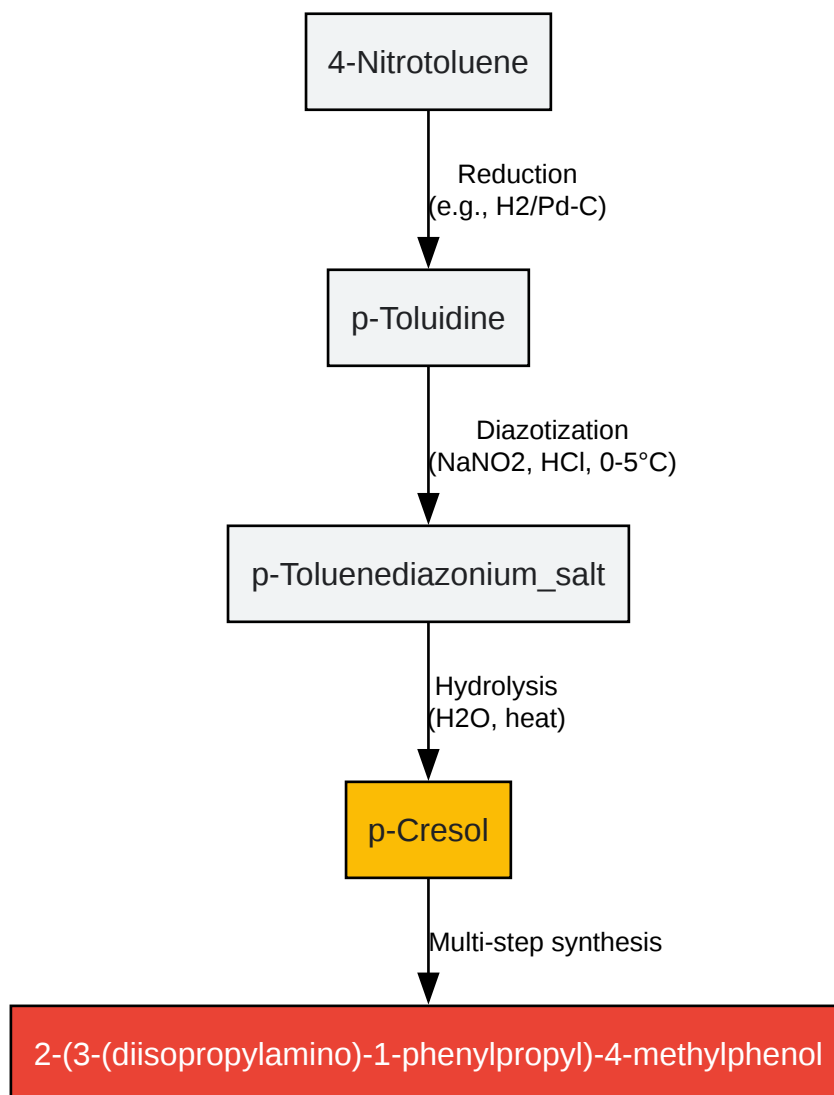 4-Nitrotoluene
Reduction
(e.g., H2/Pd-C)
p-Toluidine
Diazotization
(NaNO2, HCl, 0-5°C)
p-Toluenediazonium_salt
Hydrolysis
(H2O, heat)
p-Cresol
Multi-step synthesis
2-(3-(diisopropylamino)-1-phenylpropyl)-4-methylphenol